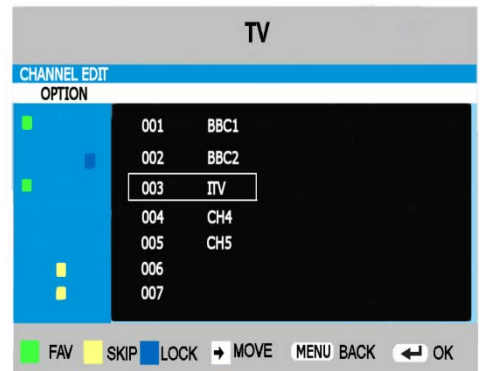 TV
CHANNEL EDIT
OPTION
001 BBC1
002 BBC2
003 ITV
004 CH4
005 CH5
006
007
FAV SKIP LOCK MOVE MENU BACK OK